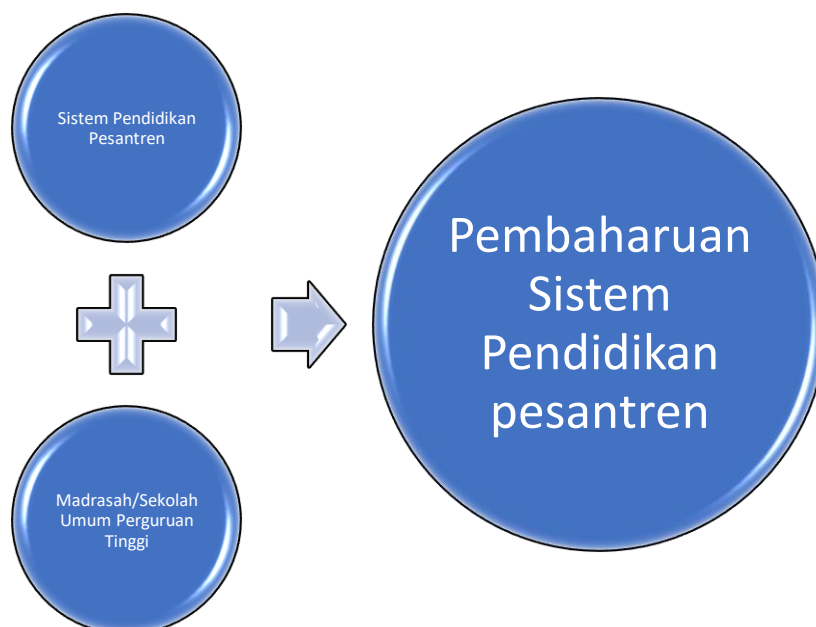 Sistem Pendidikan
Pesantren
Madrasah/Sekolah
Umum Perguruan
Tinggi
Pembaharuan
Sistem
Pendidikan
pesantren